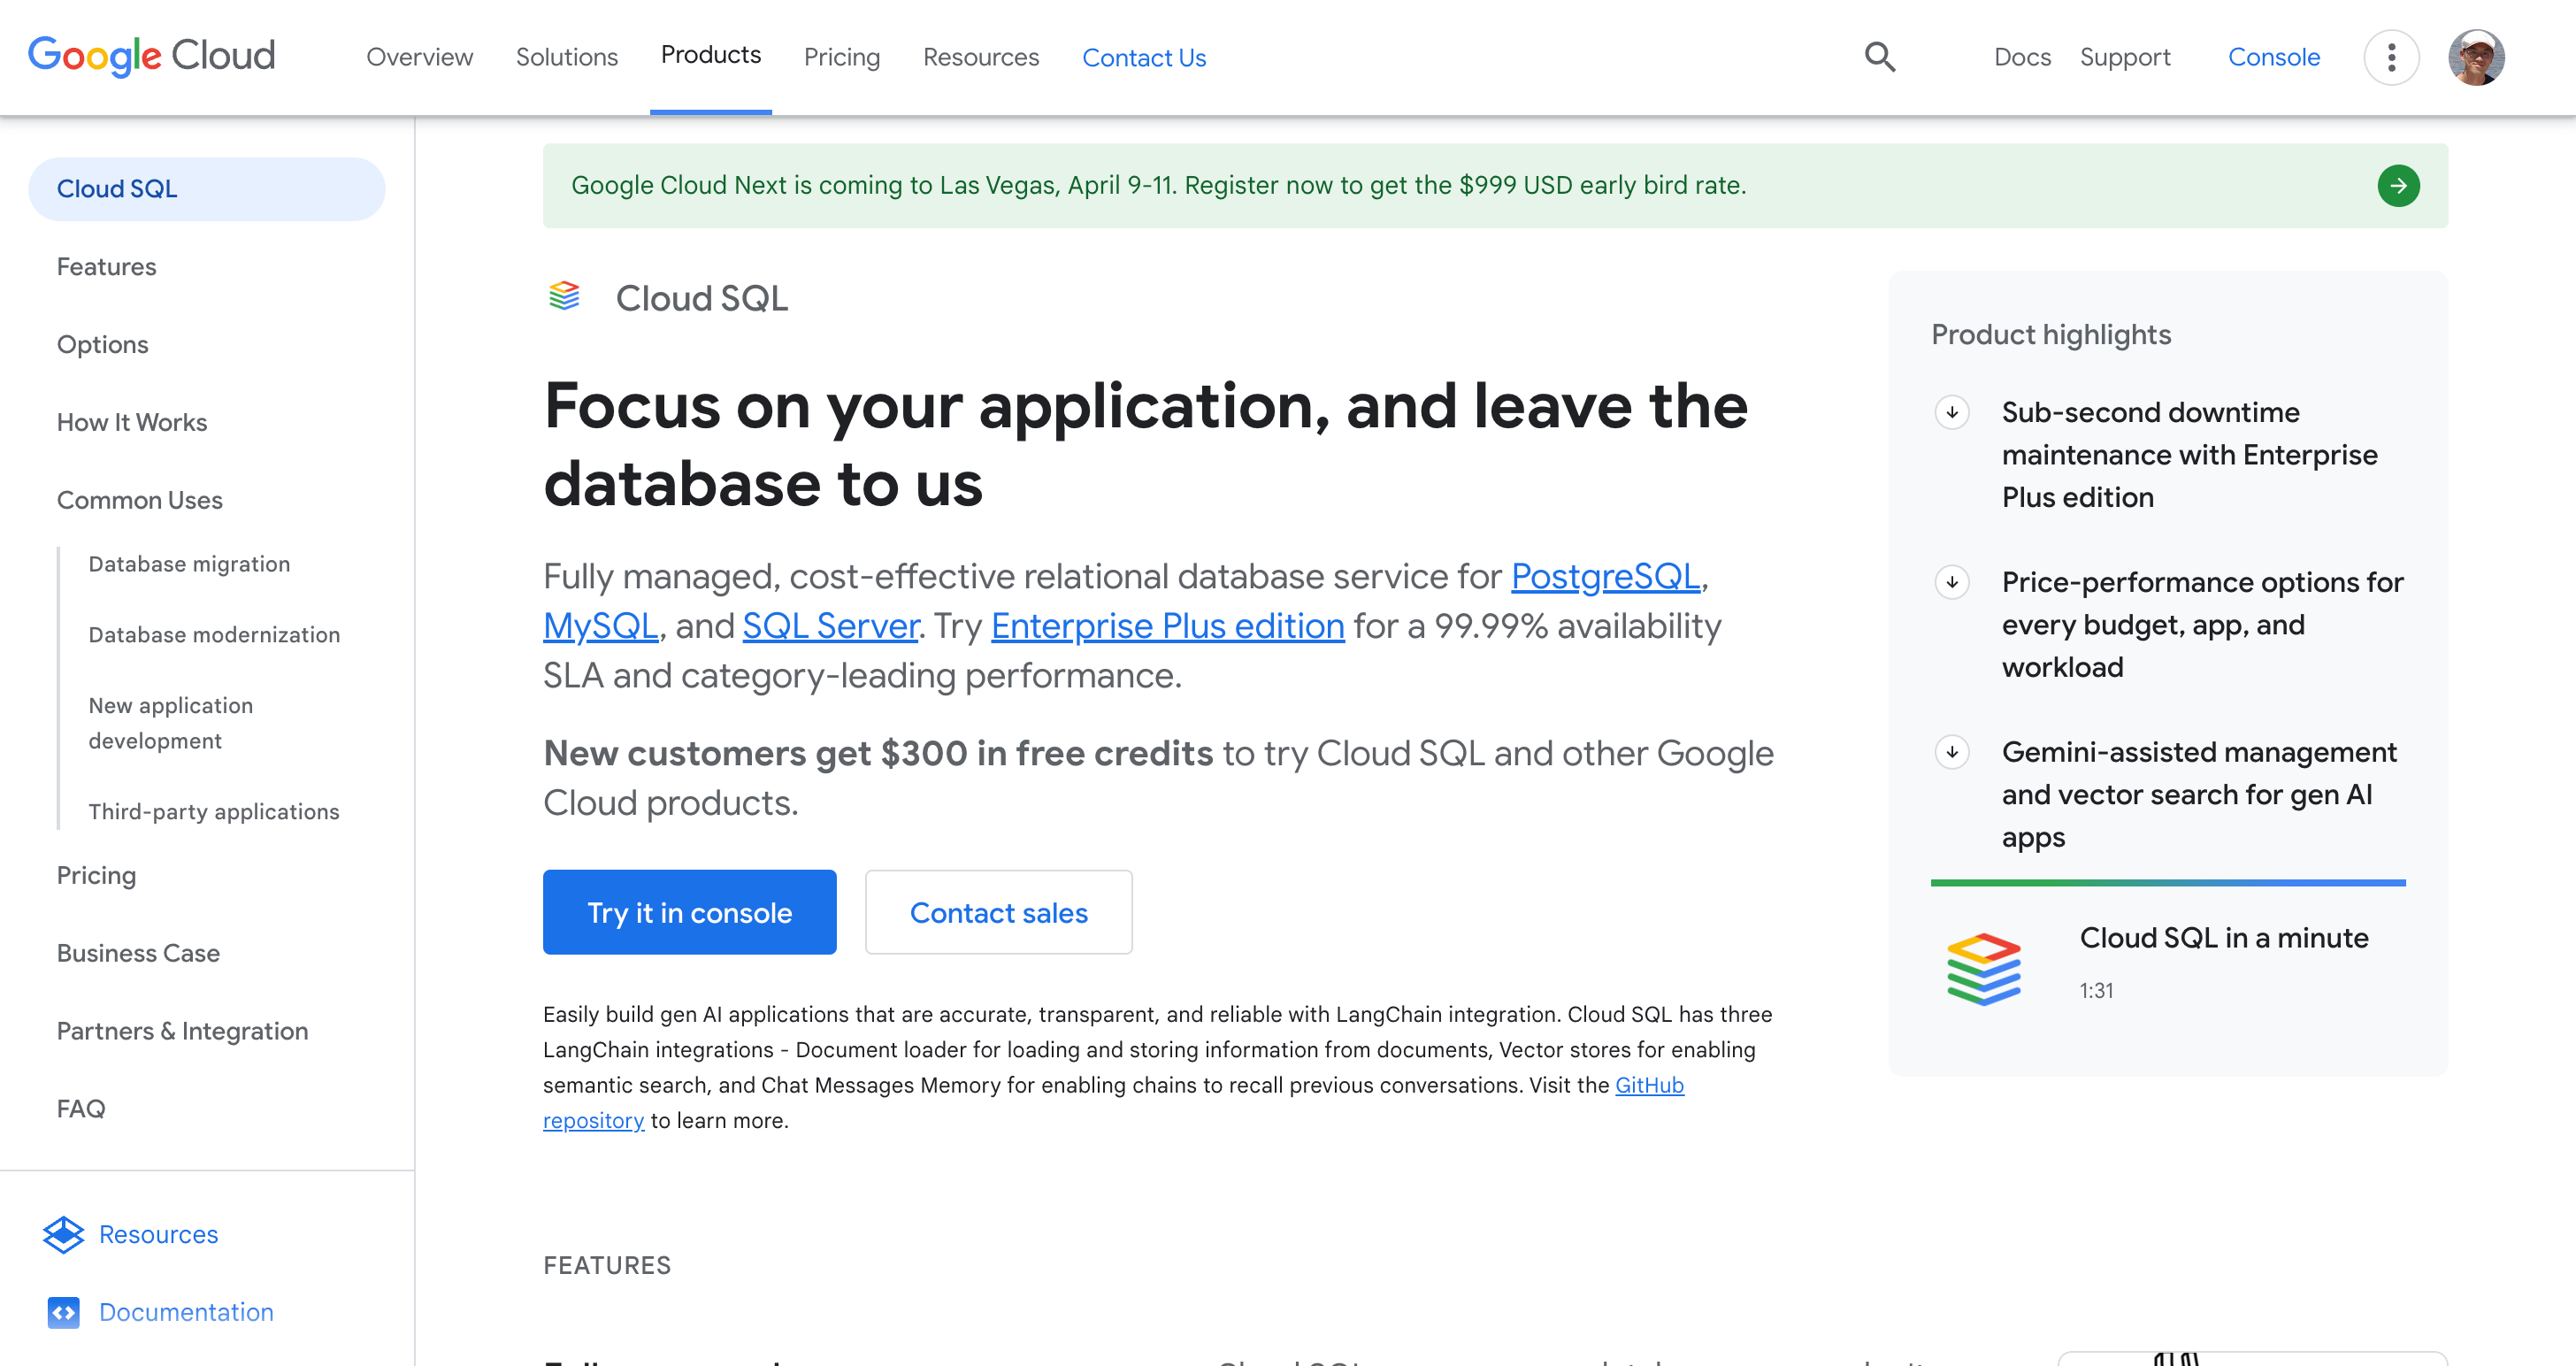 Google Cloud
Overview
Solutions
Products
Pricing
Resources
Contact Us
Docs
Support
Console
Cloud SQL
Features
Options
How It Works
Common Uses
Database migration
Database modernization
New application
development
Third-party applications
Pricing
Business Case
Partners & Integration
FAQ
Resources
Documentation
Google Cloud Next is coming to Las Vegas, April 9-11. Register now to get the $999 USD early bird rate.
Cloud SQL
Focus on your application, and leave the
database to us
Fully managed, cost-effective relational database service for PostgreSQL,
MySQL, and SQL Server. Try Enterprise Plus edition for a 99.99% availability
SLA and category-leading performance.
New customers get $300 in free credits to try Cloud SQL and other Google
Cloud products.
Try it in console
Contact sales
Easily build gen AI applications that are accurate, transparent, and reliable with LangChain integration. Cloud SQL has three
LangChain integrations - Document loader for loading and storing information from documents, Vector stores for enabling
semantic search, and Chat Messages Memory for enabling chains to recall previous conversations. Visit the GitHub
repository to learn more.
Product highlights
Sub-second downtime
maintenance with Enterprise
Plus edition
Price-performance options for
every budget, app, and
workload
Gemini-assisted management
and vector search for gen AI
apps
Cloud SQL in a minute
1:31
FEATURES